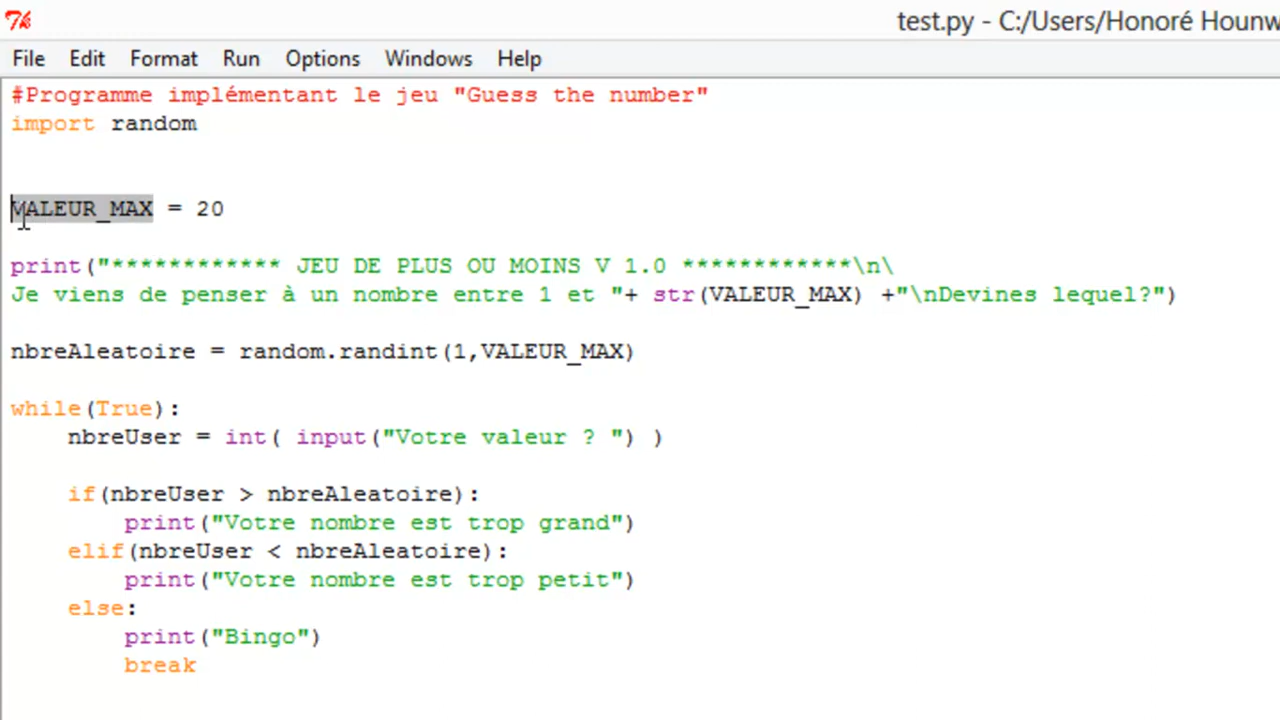 test.py - C:/Users/Honoré Hounw
File Edit Format Run Options Windows Help
#Programme implémentant le jeu "Guess the number"
import random
VALEUR_MAX = 20
print("************ JEU DE PLUS OU MOINS V 1.0 ************\n\
Je viens de penser à un nombre entre 1 et "+ str(VALEUR_MAX) +"\nDevines lequel?")
nbreAleatoire = random.randint(1,VALEUR_MAX)
while(True):
    nbreUser = int( input("Votre valeur ? ") )
    if(nbreUser > nbreAleatoire):
        print("Votre nombre est trop grand")
    elif(nbreUser < nbreAleatoire):
        print("Votre nombre est trop petit")
    else:
        print("Bingo")
        break